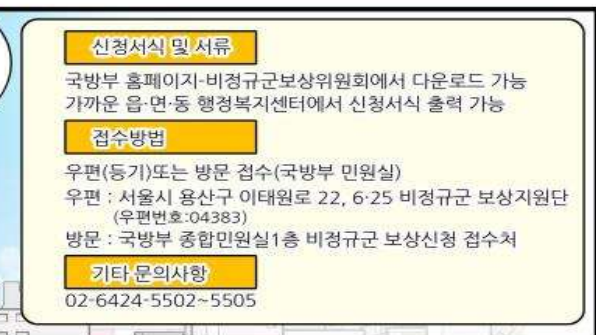 신청서식 및 서류
국방부 홈페이지-비정규군보상위원회에서 다운로드 가능
가까운 읍·면·동 행정복지센터에서 신청서식 출력 가능
접수방법
우편(등기)또는 방문 접수(국방부 민원실)
우편 : 서울시 용산구 이태원로 22, 6·25 비정규군 보상지원단
(우편번호:04383)
방문 : 국방부 종합민원실1층 비정규군 보상신청 접수처
기타 문의사항
02-6424-5502~5505